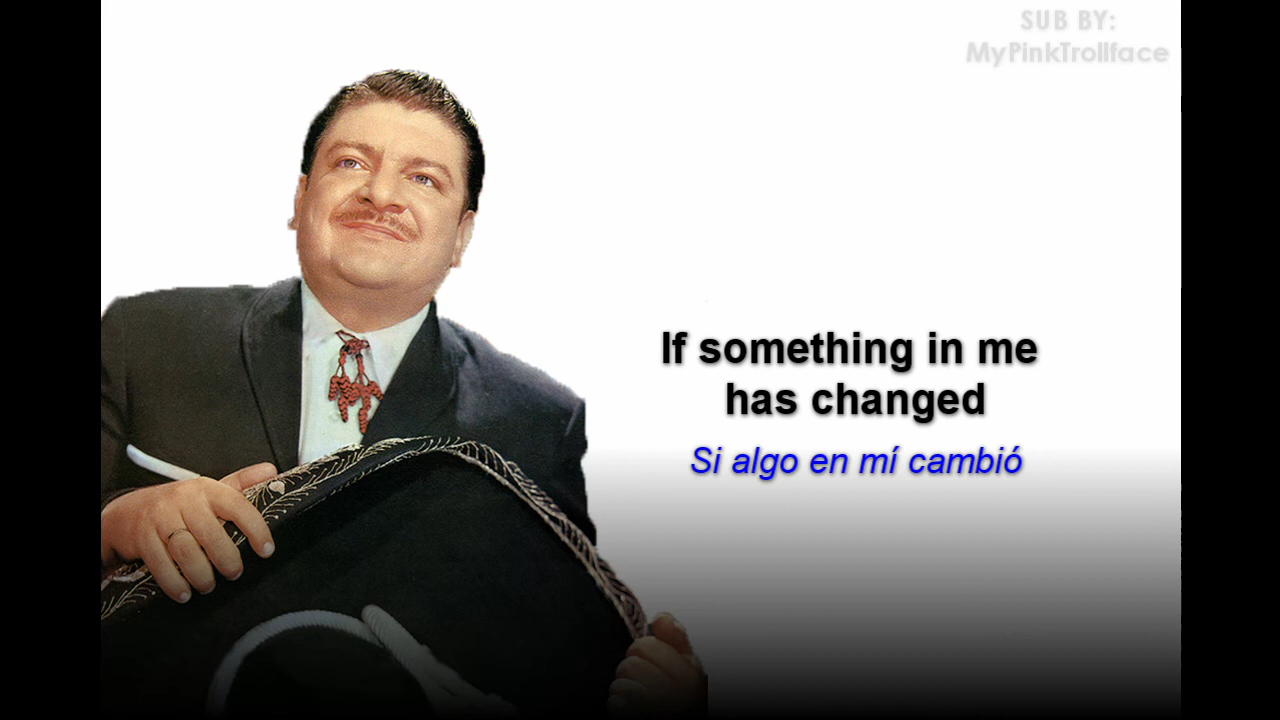 SUB BY:
MyPinkTrollface
If something in me
has changed
Si algo en mí cambió